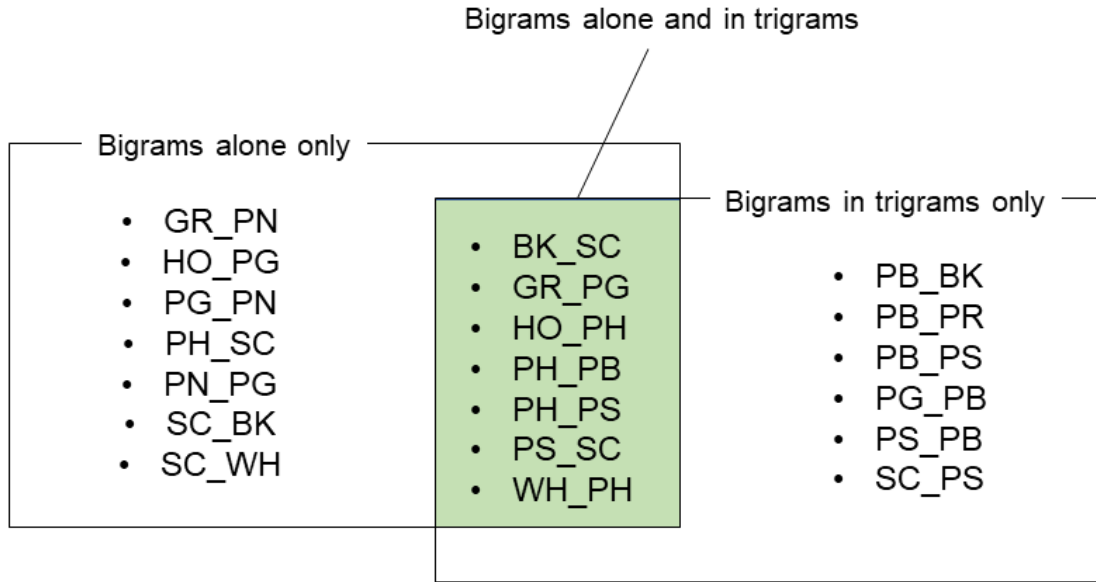 Bigrams alone and in trigrams
Bigrams alone only
• GR_PN
• HO_PG
• PG_PN
• PH_SC
• PN_PG
• SC_BK
• SC_WH
• BK_SC
• GR_PG
• HO_PH
• PH_PB
• PH_PS
• PS_SC
• WH_PH
Bigrams in trigrams only
• PB_BK
• PB_PR
• PB_PS
• PG_PB
• PS_PB
• SC_PS